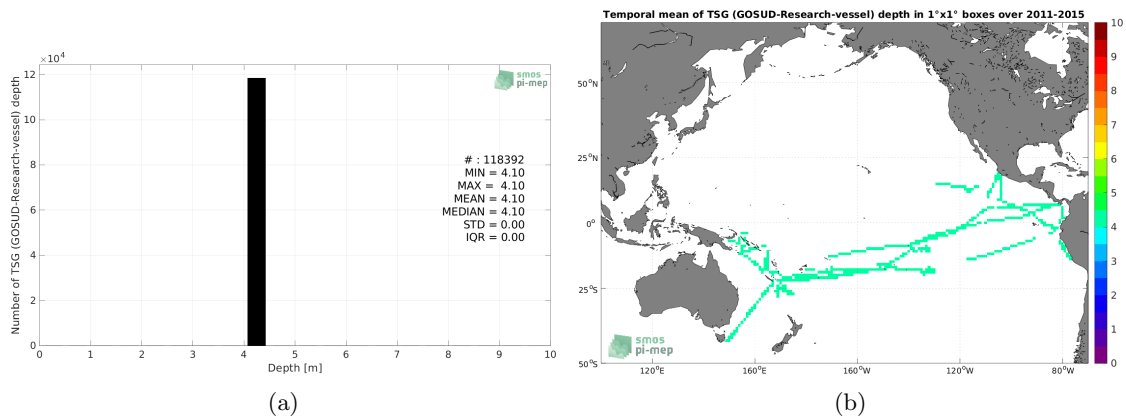 ×10⁴
12
10
8
6
4
2
0
Number of TSG (GOSUD-Research-vessel) depth
0 1 2 3 4 5 6 7 8 9 10
Depth [m]
smos
pi-mep
# : 118392
MIN = 4.10
MAX = 4.10
MEAN = 4.10
MEDIAN = 4.10
STD = 0.00
IQR = 0.00
(a)
Temporal mean of TSG (GOSUD-Research-vessel) depth in 1°x1° boxes over 2011-2015
50°N
25°N
0°
25°S
50°S
120°E 160°E 160°W 120°W 80°W
smos
pi-mep
10
9
8
7
6
5
4
3
2
1
0
(b)